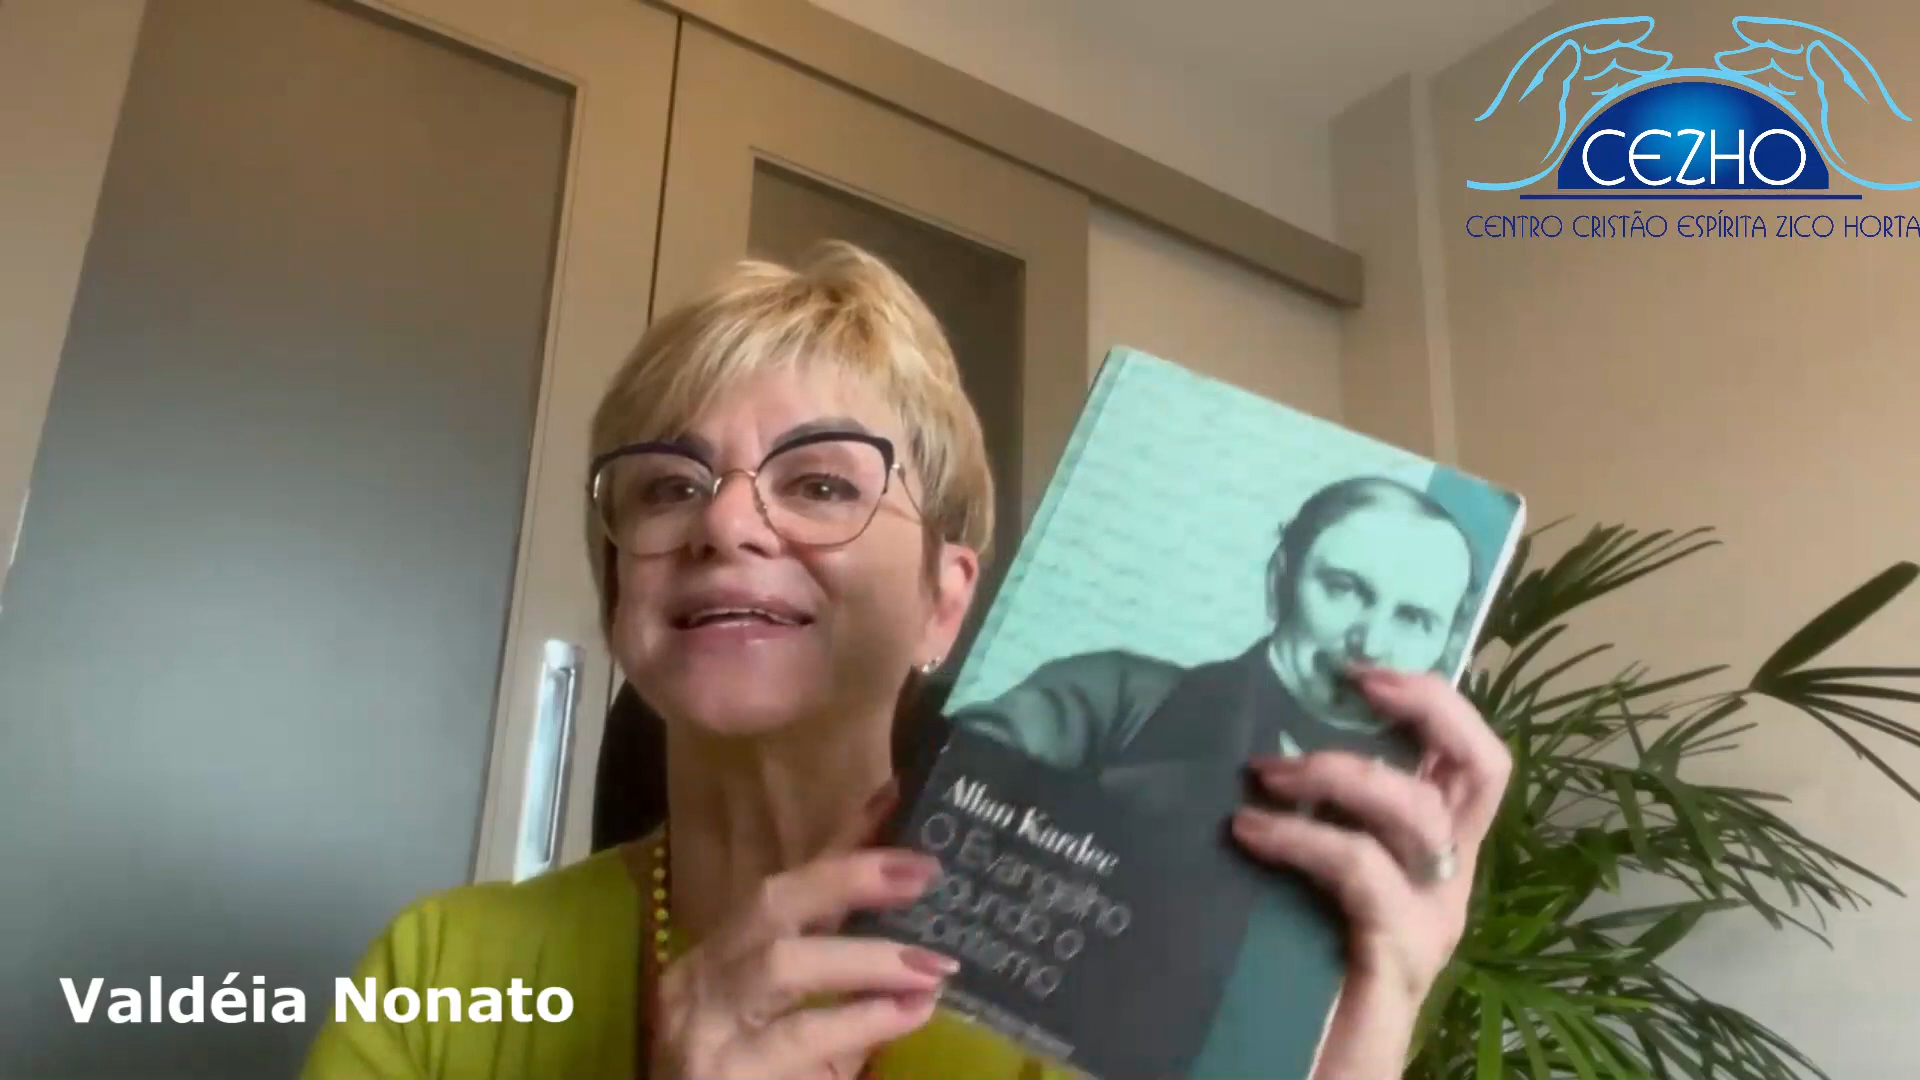 CEZHO
CENTRO CRISTÃO ESPÍRITA ZICO HORTA
Allan Kardec
O Evangelho
segundo o
espiritismo
Valdéia Nonato